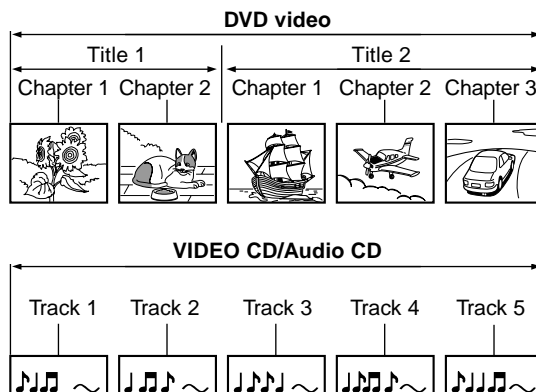 DVD video
Title 1 Title 2
Chapter 1 Chapter 2 Chapter 1 Chapter 2 Chapter 3
VIDEO CD/Audio CD
Track 1 Track 2 Track 3 Track 4 Track 5